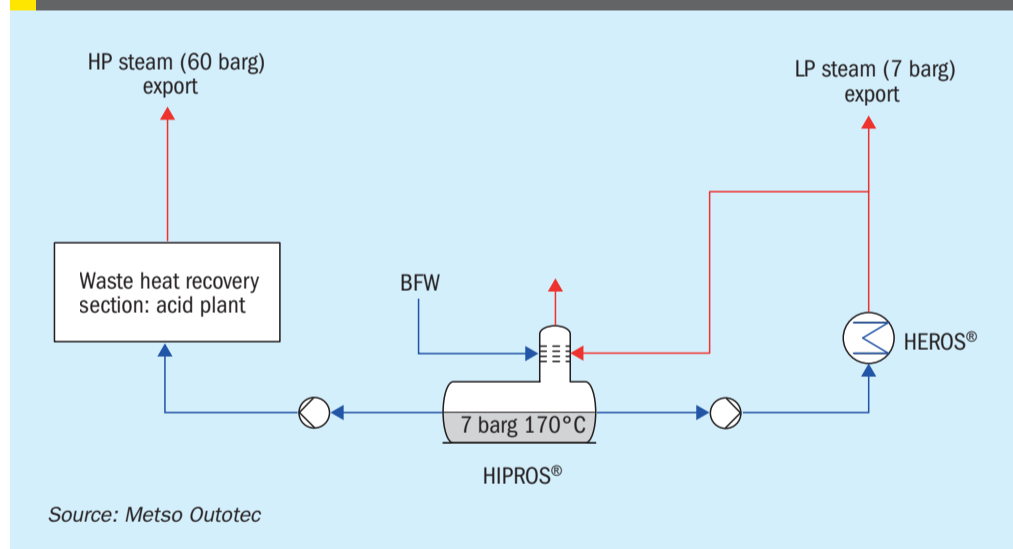 HP steam (60 barg)
export
LP steam (7 barg)
export
Waste heat recovery
section: acid plant
BFW
HEROS®
7 barg 170°C
HIPROS®
Source: Metso Outotec